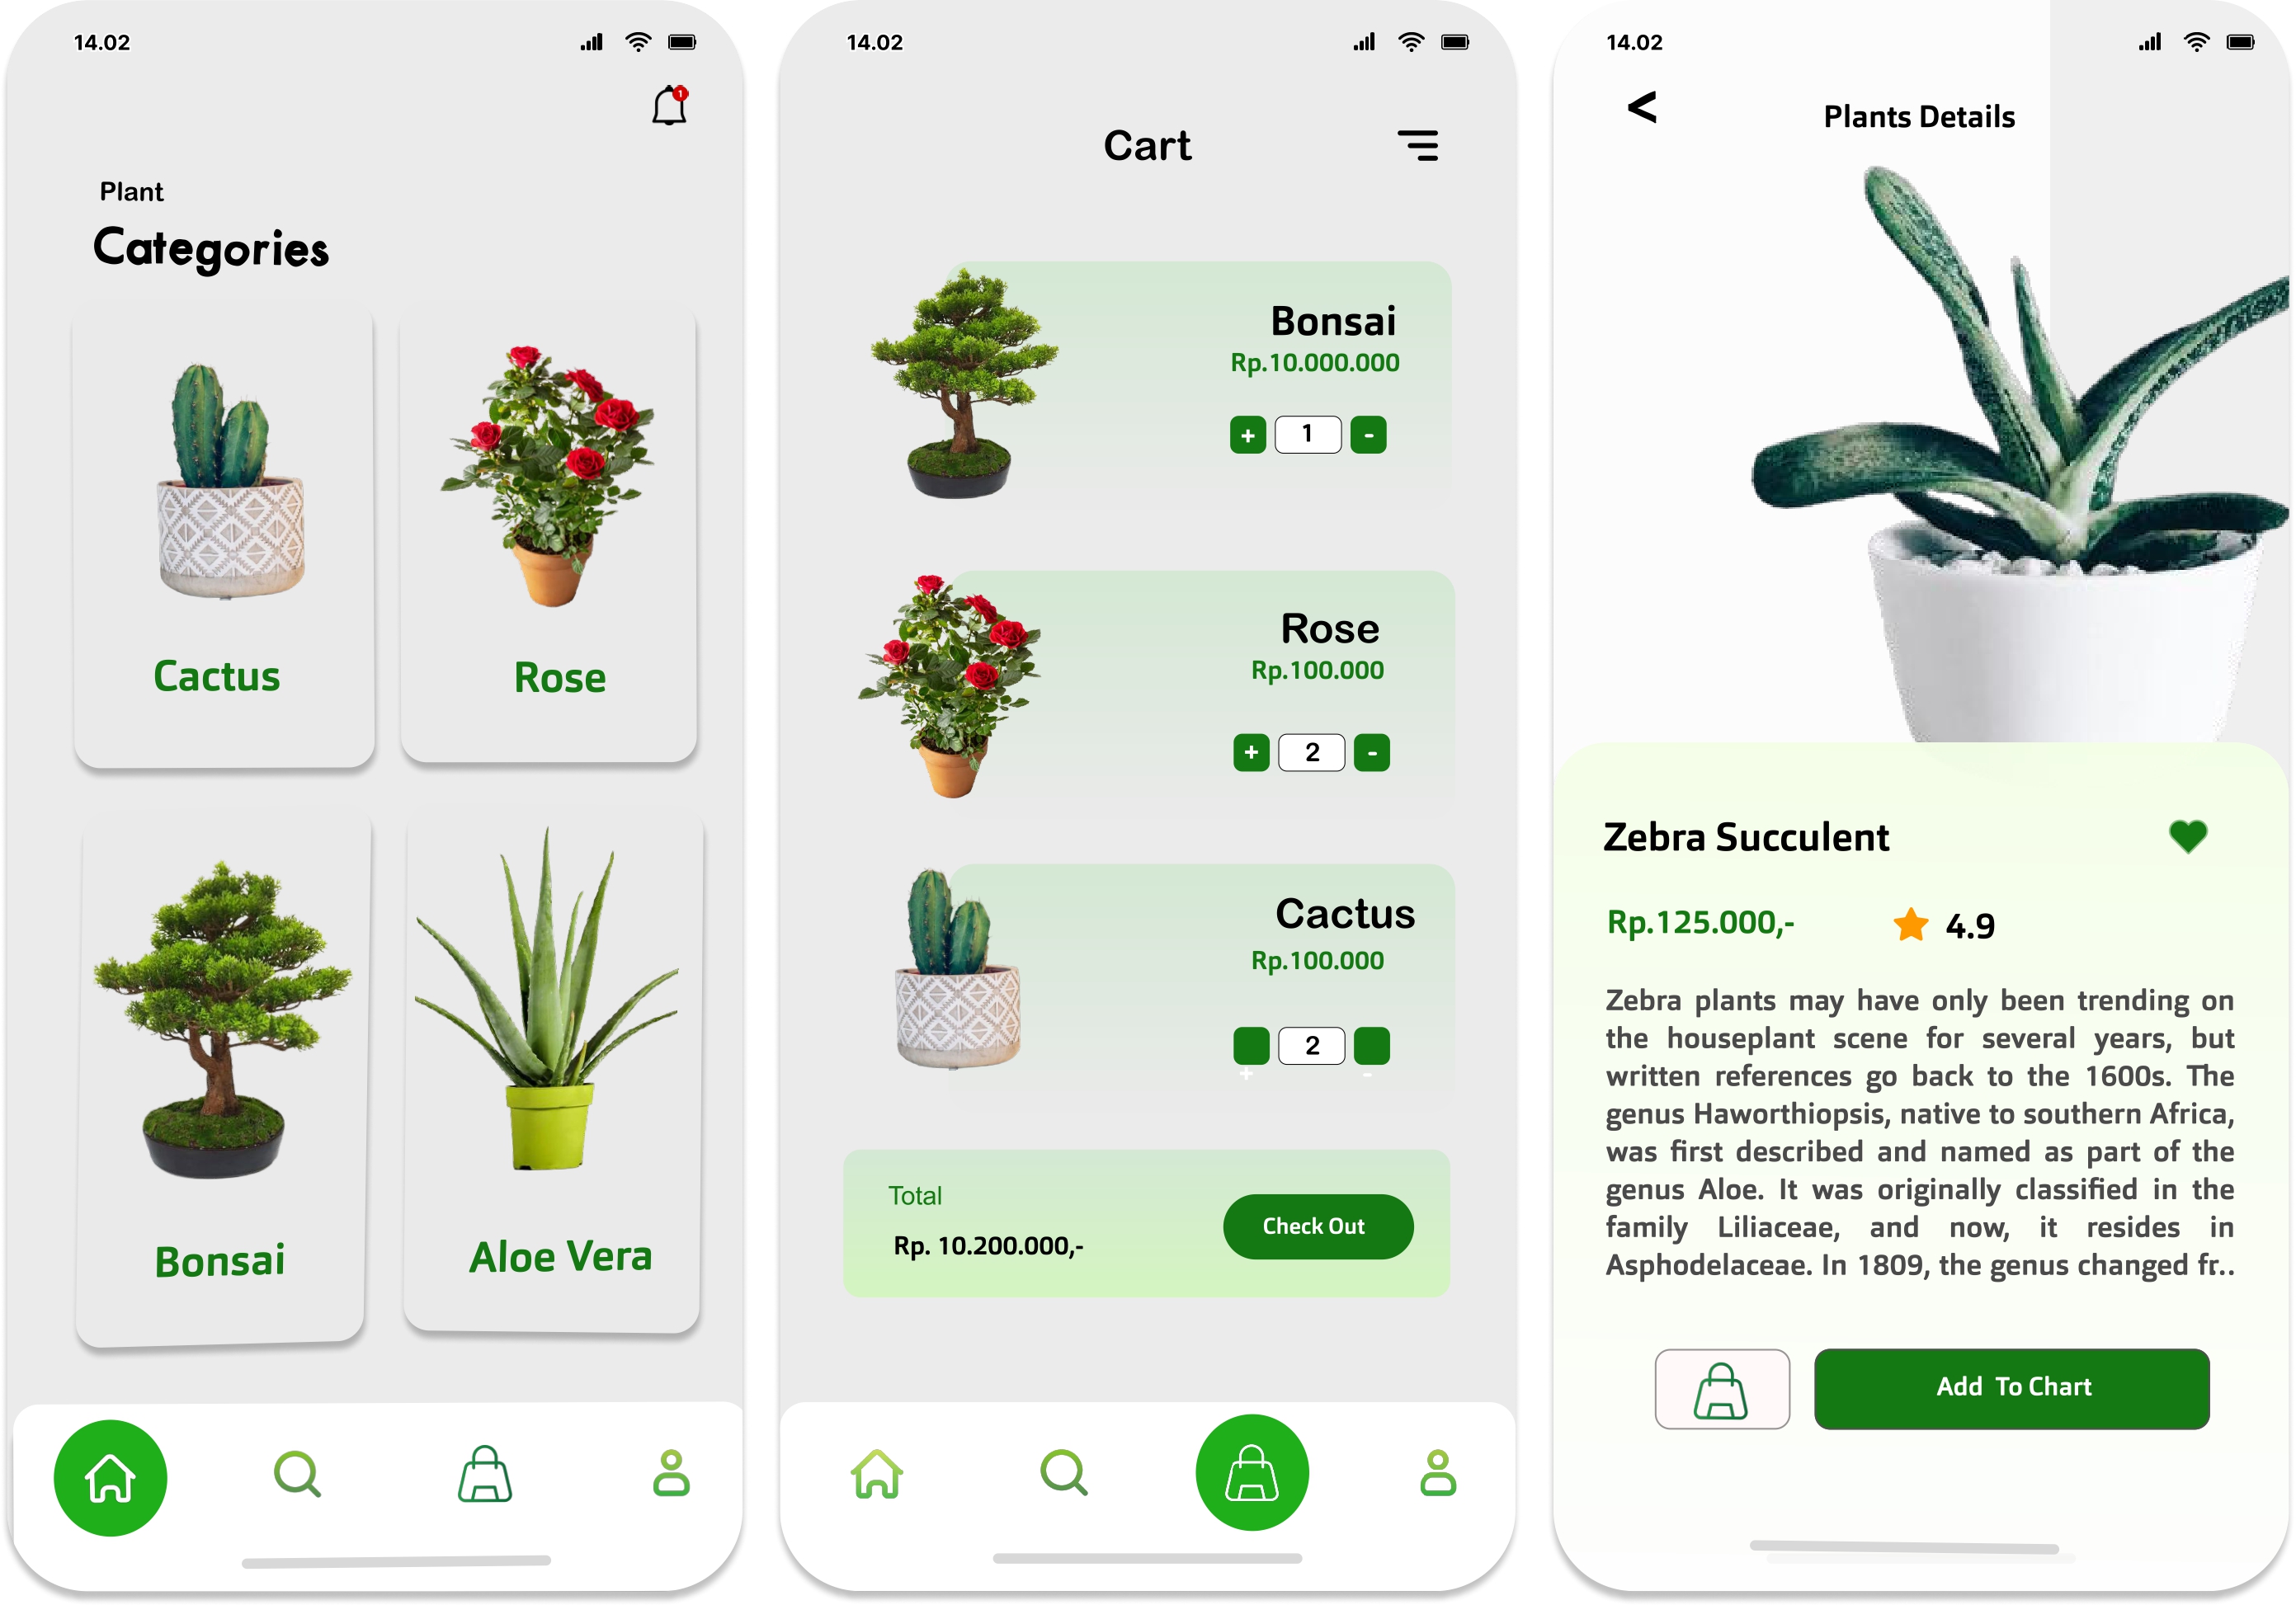 14.02
1
Plant
Categories
Cactus
Rose
Bonsai
Aloe Vera
14.02
Cart
Bonsai
Rp.10.000.000
+ 1 -
Rose
Rp.100.000
+ 2 -
Cactus
Rp.100.000
2
+ -
Total
Rp. 10.200.000,-
Check Out
14.02
<
Plants Details
Zebra Succulent
Rp.125.000,-
4.9
Zebra plants may have only been trending on
the houseplant scene for several years, but
written references go back to the 1600s. The
genus Haworthiopsis, native to southern Africa,
was first described and named as part of the
genus Aloe. It was originally classified in the
family Liliaceae, and now, it resides in
Asphodelaceae. In 1809, the genus changed fr..
Add To Chart